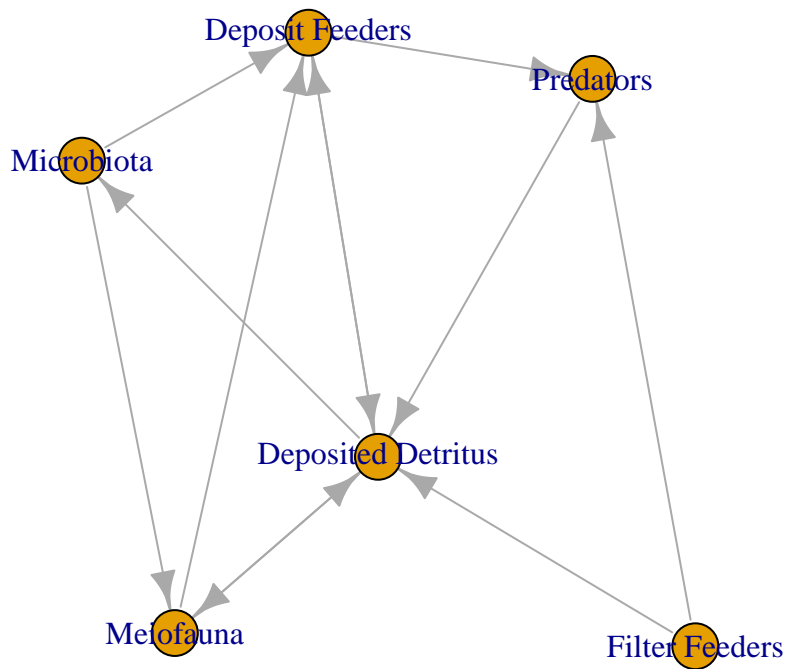 Deposit Feeders
Predators
Microbiota
Deposited Detritus
Meiofauna
Filter Feeders